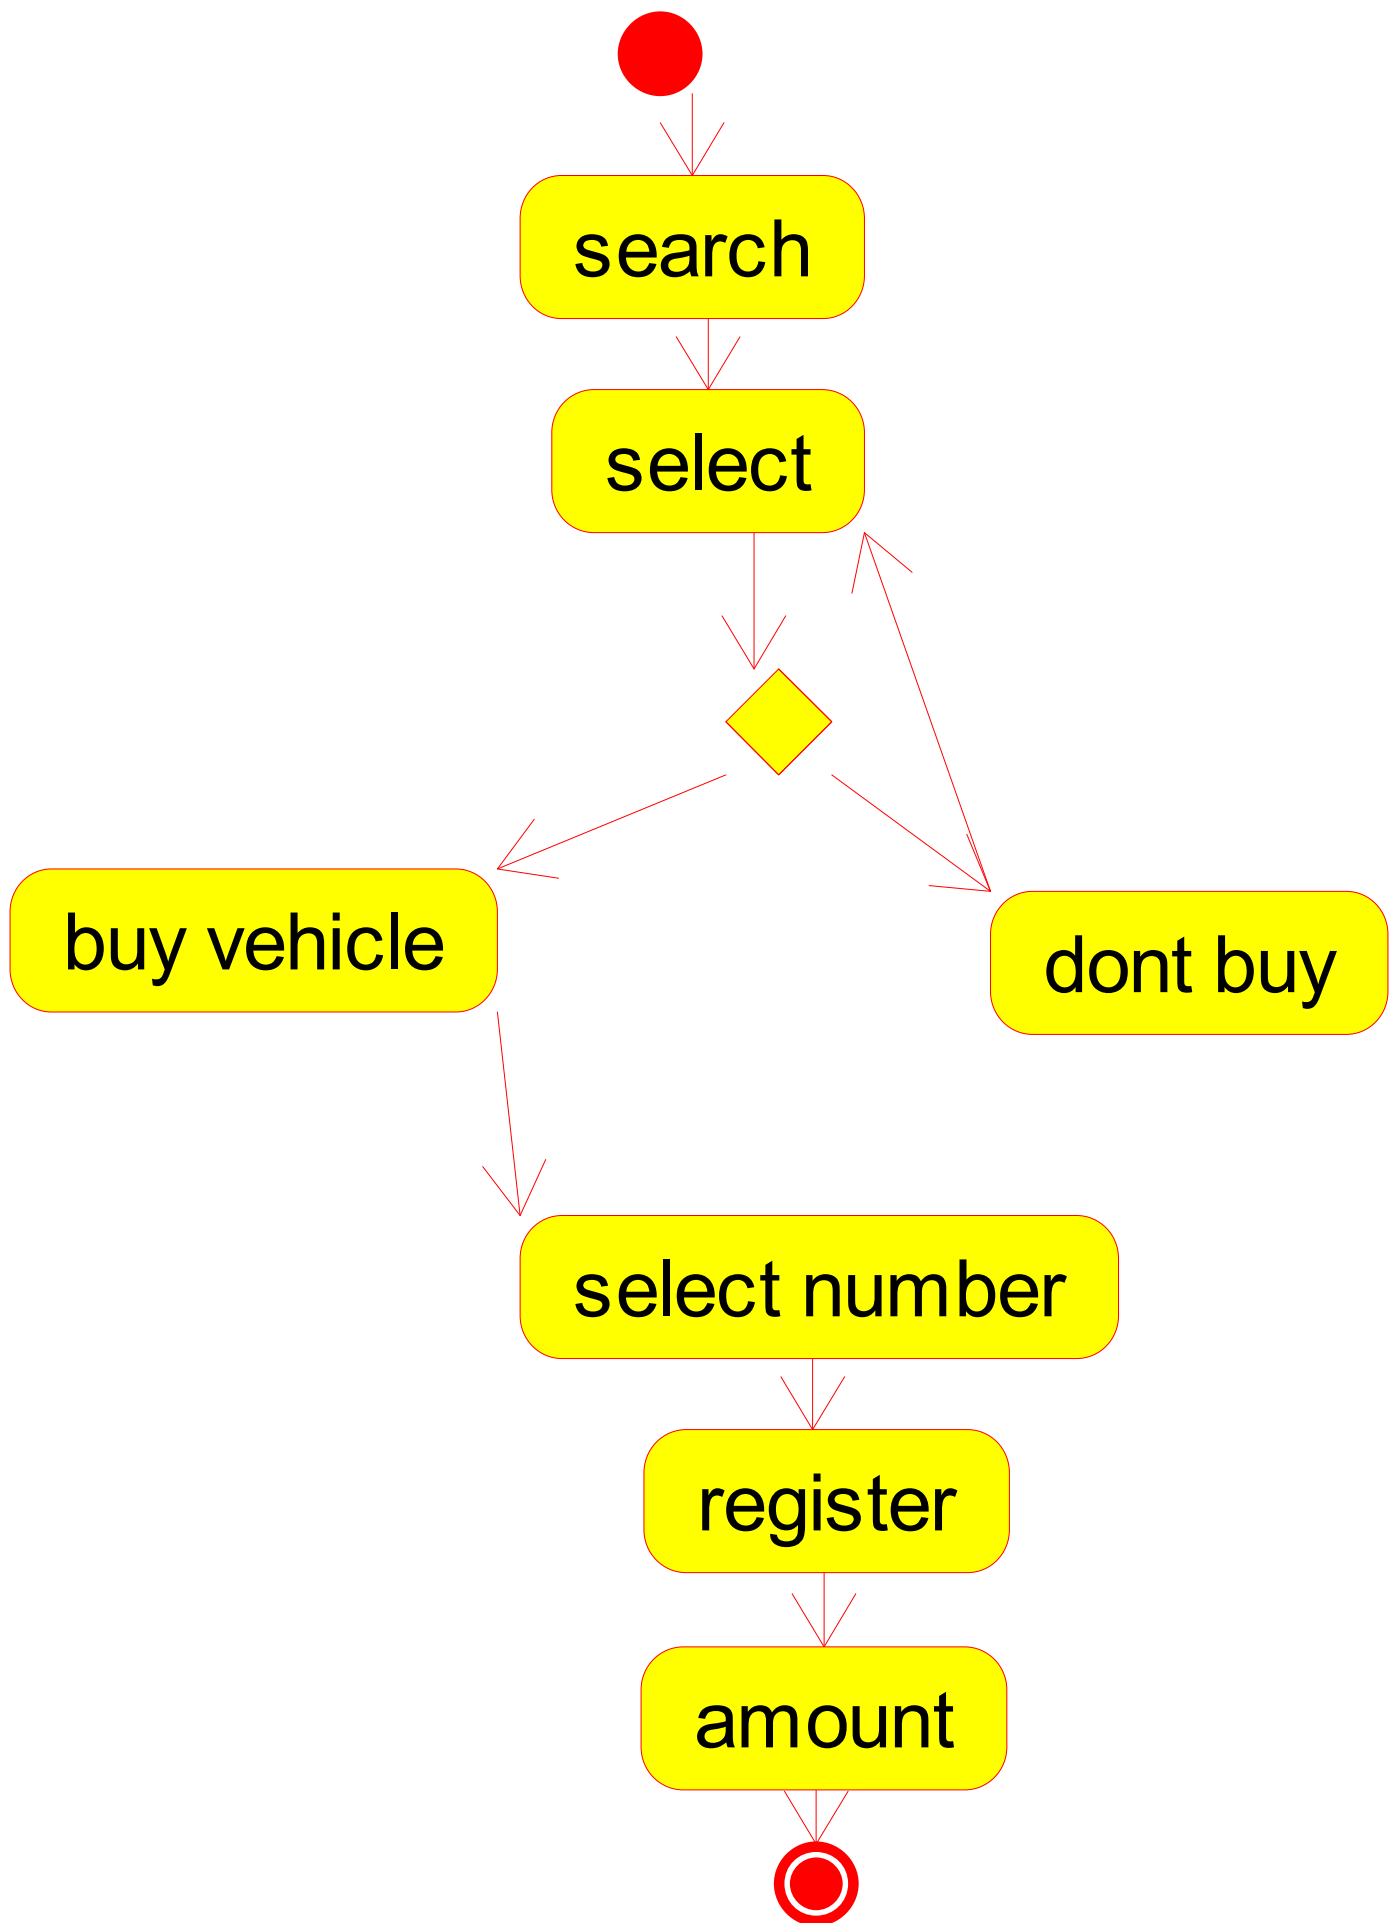 search
select
buy vehicle
dont buy
select number
register
amount